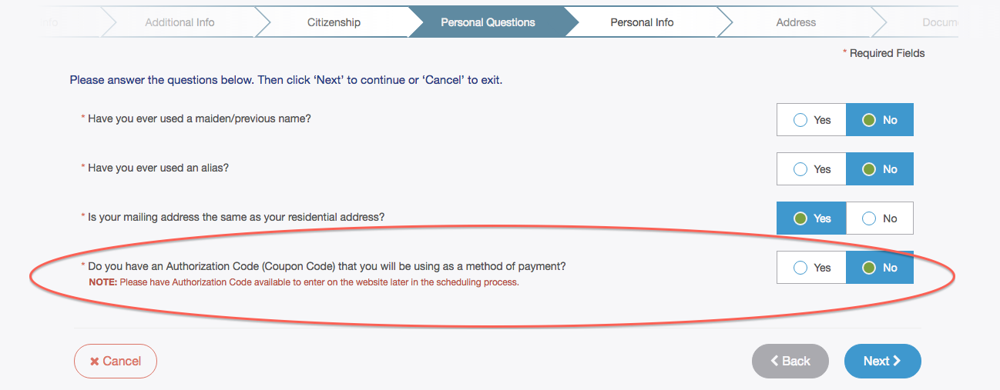 nfo Additional Info Citizenship Personal Questions Personal Info Address Docum
* Required Fields
Please answer the questions below. Then click ‘Next’ to continue or ‘Cancel’ to exit.
* Have you ever used a maiden/previous name? Yes No
* Have you ever used an alias? Yes No
* Is your mailing address the same as your residential address? Yes No
* Do you have an Authorization Code (Coupon Code) that you will be using as a method of payment? Yes No
NOTE: Please have Authorization Code available to enter on the website later in the scheduling process.
Cancel Back Next